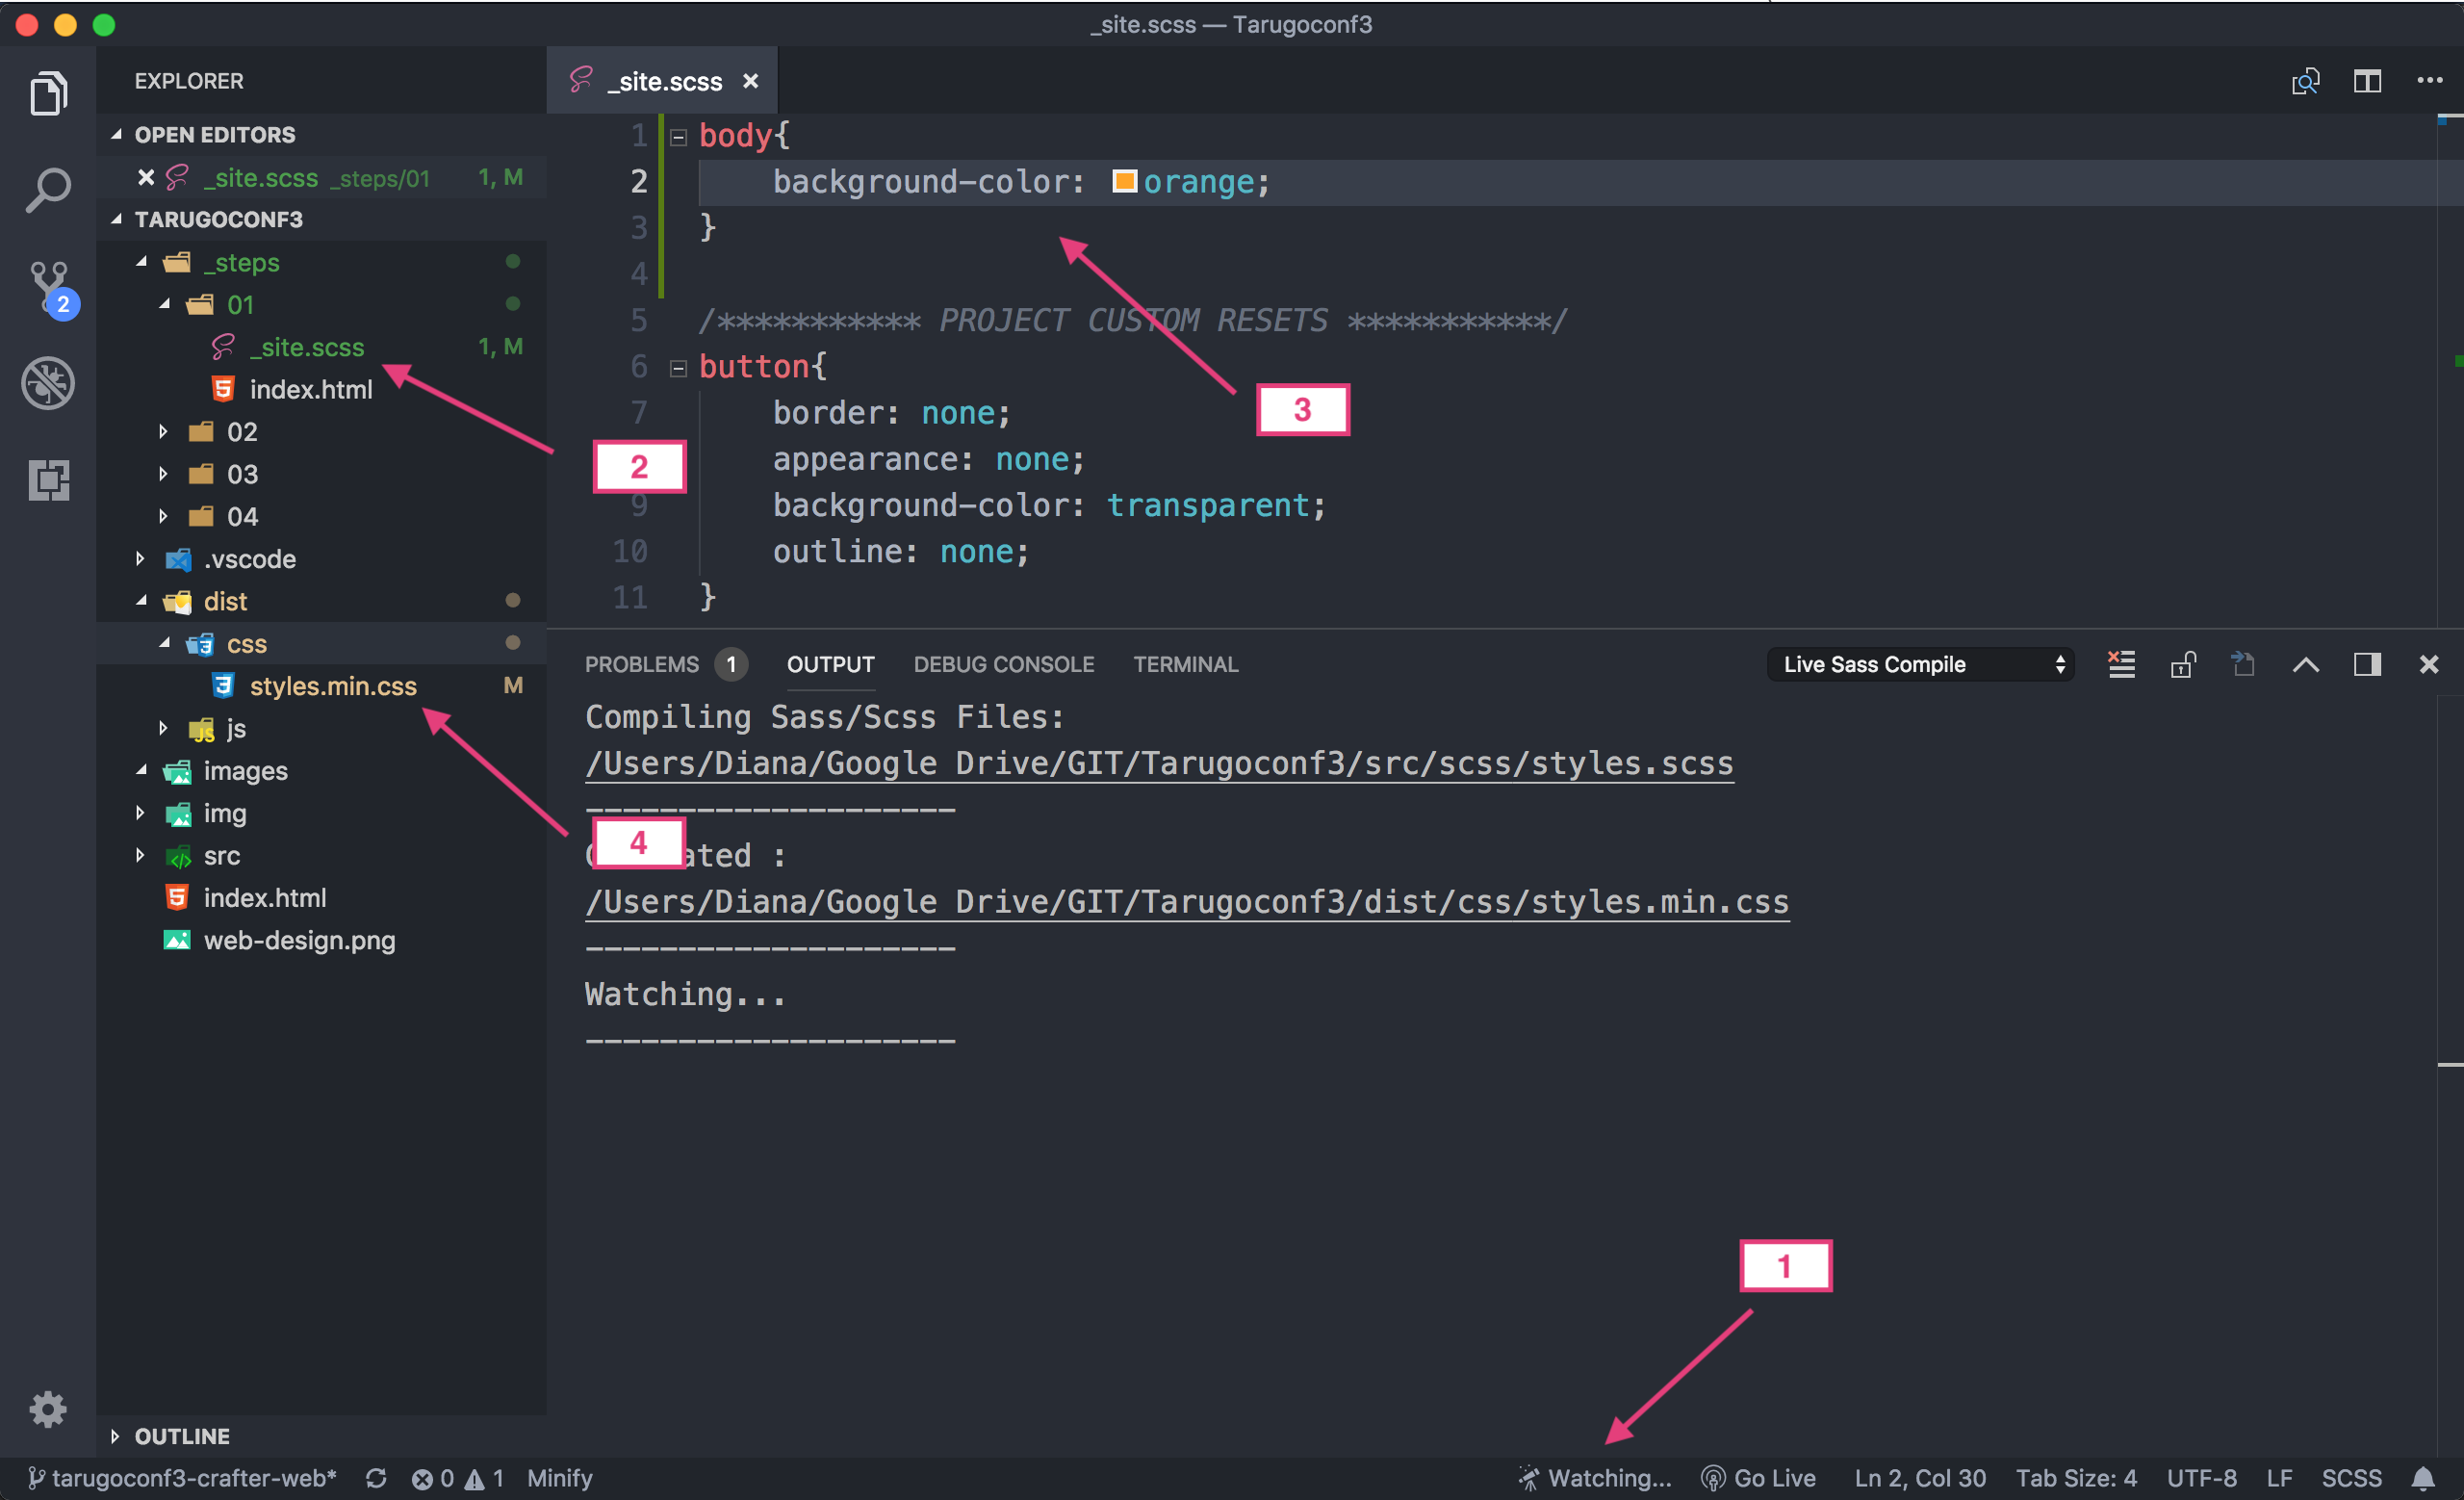 _site.scss — Tarugoconf3
EXPLORER
OPEN EDITORS
_site.scss _steps/01 1, M
TARUGOCONF3
_steps
01
_site.scss 1, M
index.html
02
03
04
.vscode
dist
css
styles.min.css M
js
images
img
src
index.html
web-design.png
OUTLINE
2
_site.scss
1 body{
2 background-color: orange;
3 }
4
5 /*********** PROJECT CUSTOM RESETS ***********/
6 button{
7 border: none;
appearance: none;
9 background-color: transparent;
10 outline: none;
11 }
3
2
4
1
PROBLEMS 1 OUTPUT DEBUG CONSOLE TERMINAL Live Sass Compile
Compiling Sass/Scss Files:
/Users/Diana/Google Drive/GIT/Tarugoconf3/src/scss/styles.scss
--------------------
:
/Users/Diana/Google Drive/GIT/Tarugoconf3/dist/css/styles.min.css
--------------------
Watching...
--------------------
tarugoconf3-crafter-web* 0 1 Minify Watching... Go Live Ln 2, Col 30 Tab Size: 4 UTF-8 LF SCSS